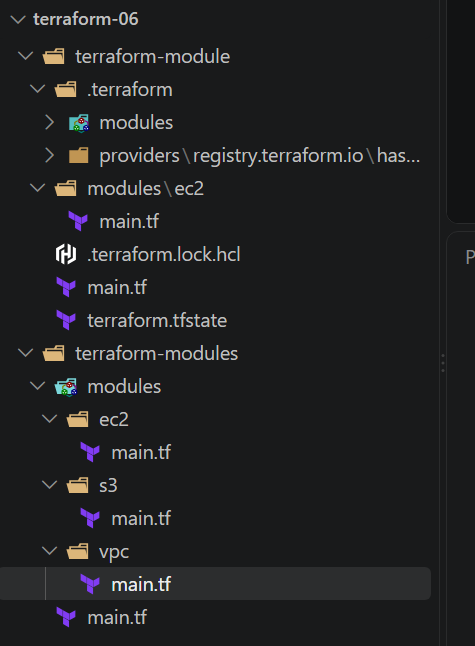 terraform-06
terraform-module
.terraform
modules
providers\registry.terraform.io\has...
modules\ec2
main.tf
.terraform.lock.hcl
main.tf
terraform.tfstate
terraform-modules
modules
ec2
main.tf
s3
main.tf
vpc
main.tf
main.tf
P